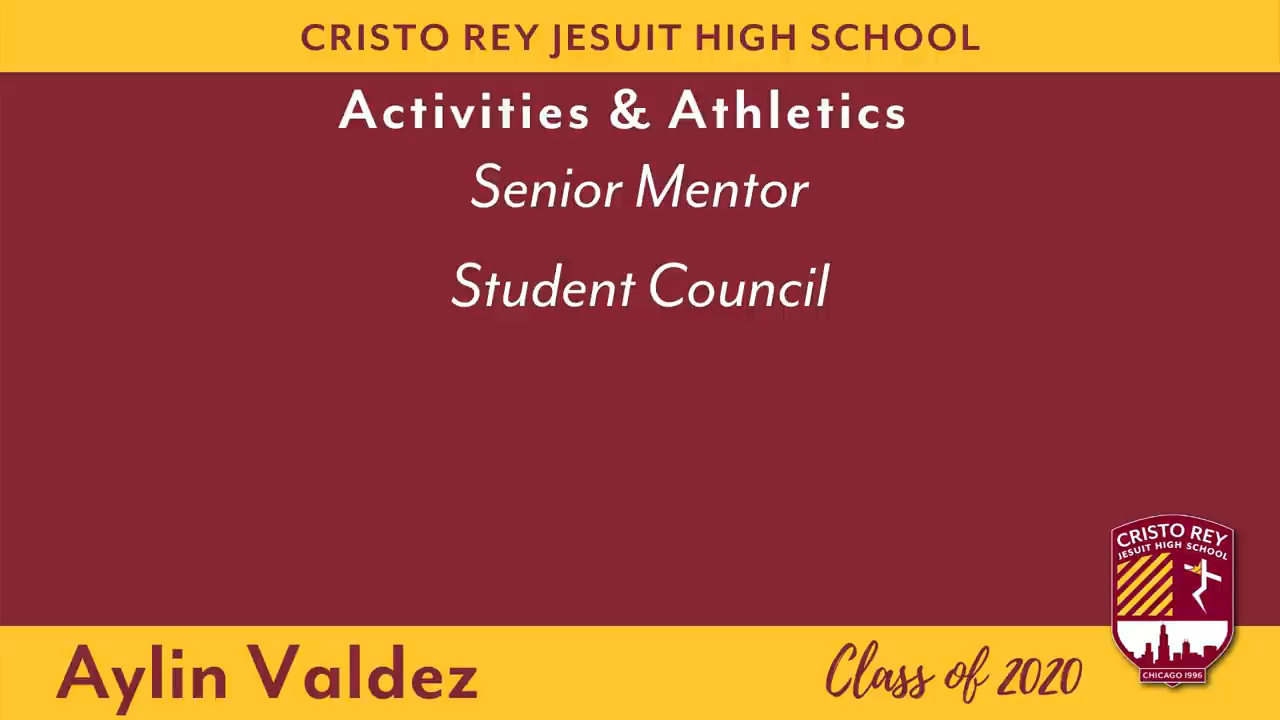 CRISTO REY JESUIT HIGH SCHOOL
Activities & Athletics
Senior Mentor
Student Council
CRISTO REY
JESUIT HIGH SCHOOL
CHICAGO 1996
Aylin Valdez
Class of 2020